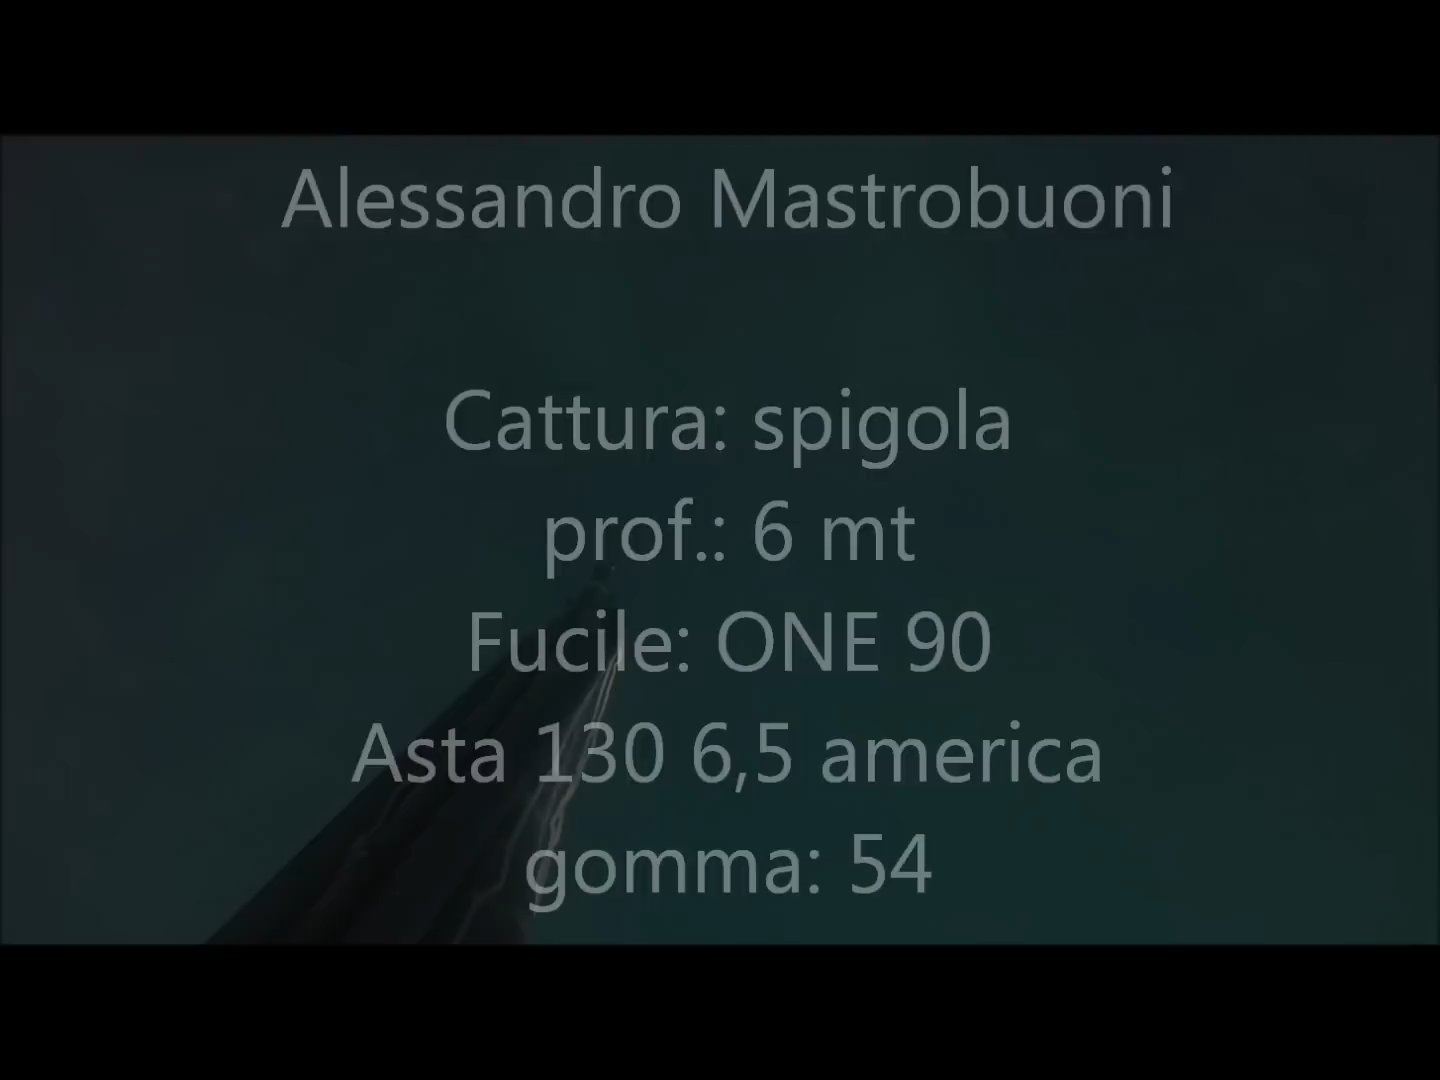 Alessandro Mastrobuoni
Cattura: spigola
prof.: 6 mt
Fucile: ONE 90
Asta 130 6,5 america
gomma: 54